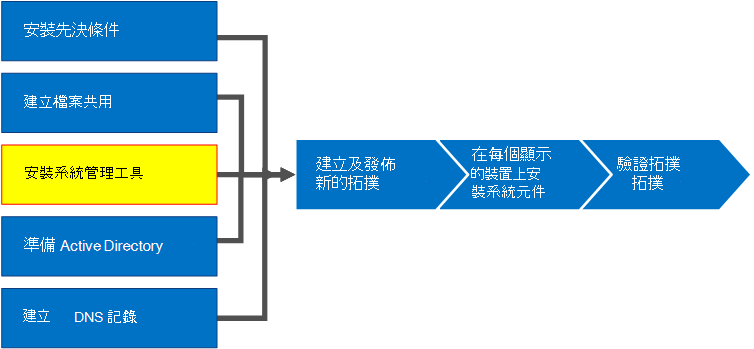 安裝先決條件
建立檔案共用
安裝系統管理工具
準備 Active Directory
建立 DNS 記錄
建立及發佈
新的拓撲
在每個顯示
的裝置上安
裝系統元件
驗證拓撲
拓撲